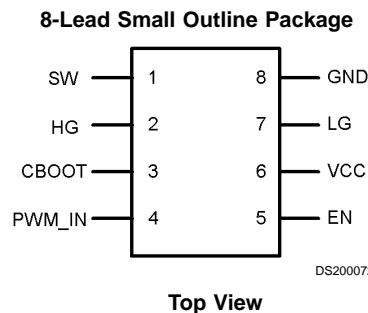 8-Lead Small Outline Package
SW 1 8 GND
HG 2 7 LG
CBOOT 3 6 VCC
PWM_IN 4 5 EN
DS200072
Top View